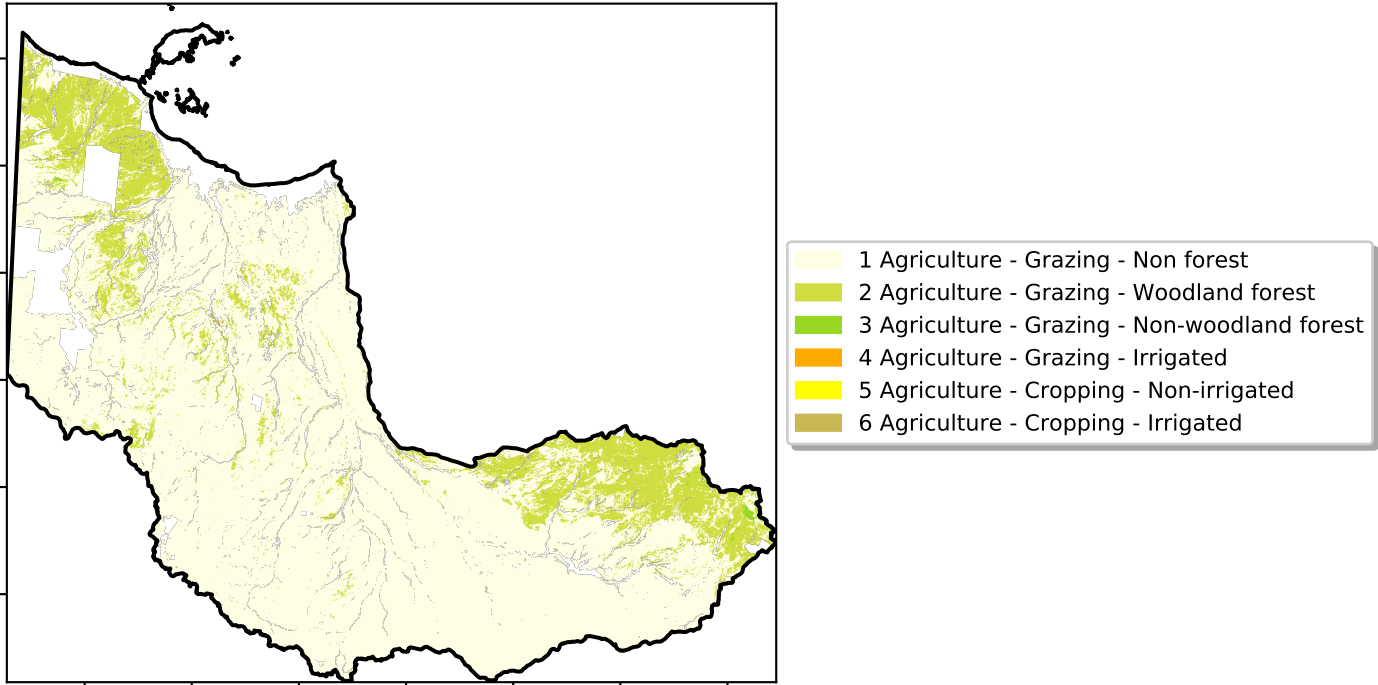 1 Agriculture - Grazing - Non forest
2 Agriculture - Grazing - Woodland forest
3 Agriculture - Grazing - Non-woodland forest
4 Agriculture - Grazing - Irrigated
5 Agriculture - Cropping - Non-irrigated
6 Agriculture - Cropping - Irrigated